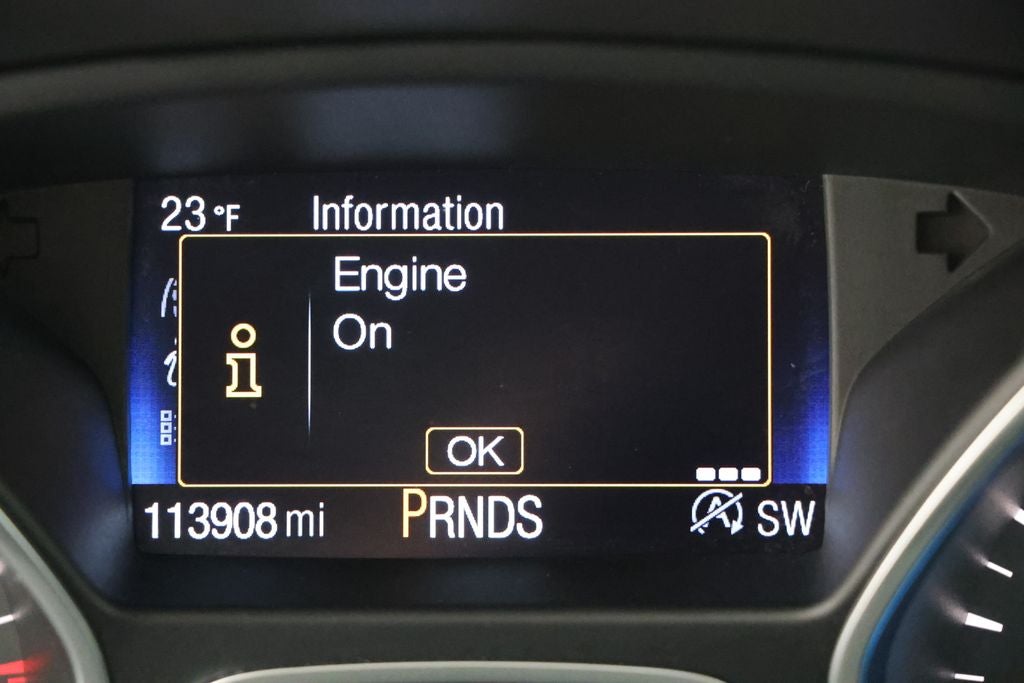 23 °F Information
Engine
On
OK
113908 mi PRNDS A SW